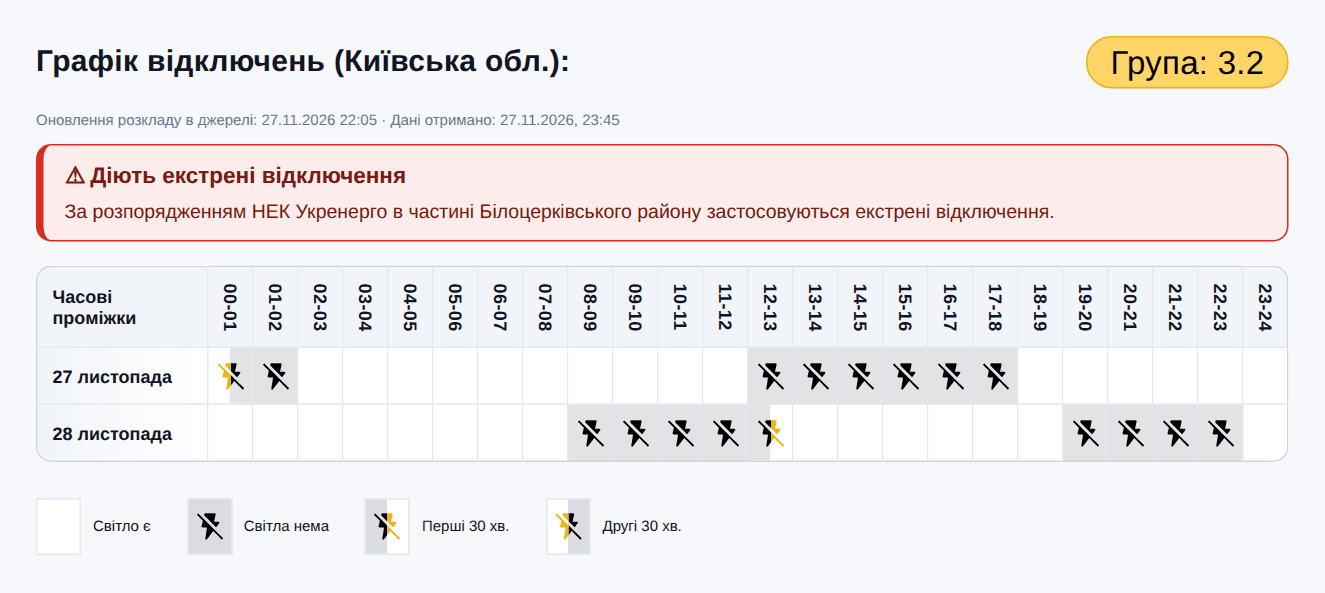 Графік відключень (Київська обл.):
Група: 3.2
Оновлення розкладу в джерелі: 27.11.2026 22:05 · Дані отримано: 27.11.2026, 23:45
⚠ Діють екстрені відключення
За розпорядженням НЕК Укренерго в частині Білоцерківського району застосовуються екстрені відключення.
Часові
проміжки
00-01
01-02
02-03
03-04
04-05
05-06
06-07
07-08
08-09
09-10
10-11
11-12
12-13
13-14
14-15
15-16
16-17
17-18
18-19
19-20
20-21
21-22
22-23
23-24
27 листопада
28 листопада
Світло є
Світла нема
Перші 30 хв.
Другі 30 хв.